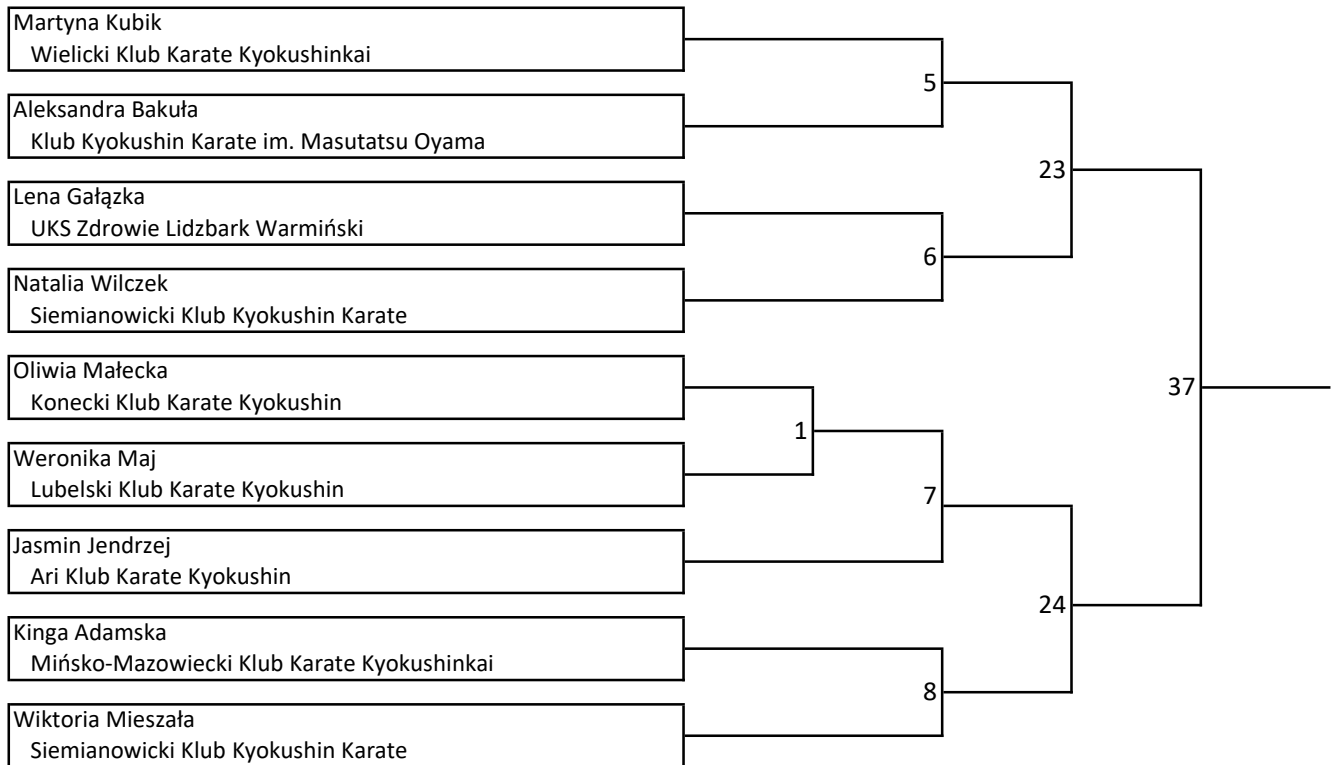 Martyna Kubik
Wielicki Klub Karate Kyokushinkai
5
Aleksandra Bakuła
Klub Kyokushin Karate im. Masutatsu Oyama
23
Lena Gałązka
UKS Zdrowie Lidzbark Warmiński
6
Natalia Wilczek
Siemianowicki Klub Kyokushin Karate
Oliwia Małecka
Konecki Klub Karate Kyokushin
37
1
Weronika Maj
Lubelski Klub Karate Kyokushin
7
Jasmin Jendrzej
Ari Klub Karate Kyokushin
24
Kinga Adamska
Mińsko-Mazowiecki Klub Karate Kyokushinkai
8
Wiktoria Mieszała
Siemianowicki Klub Kyokushin Karate